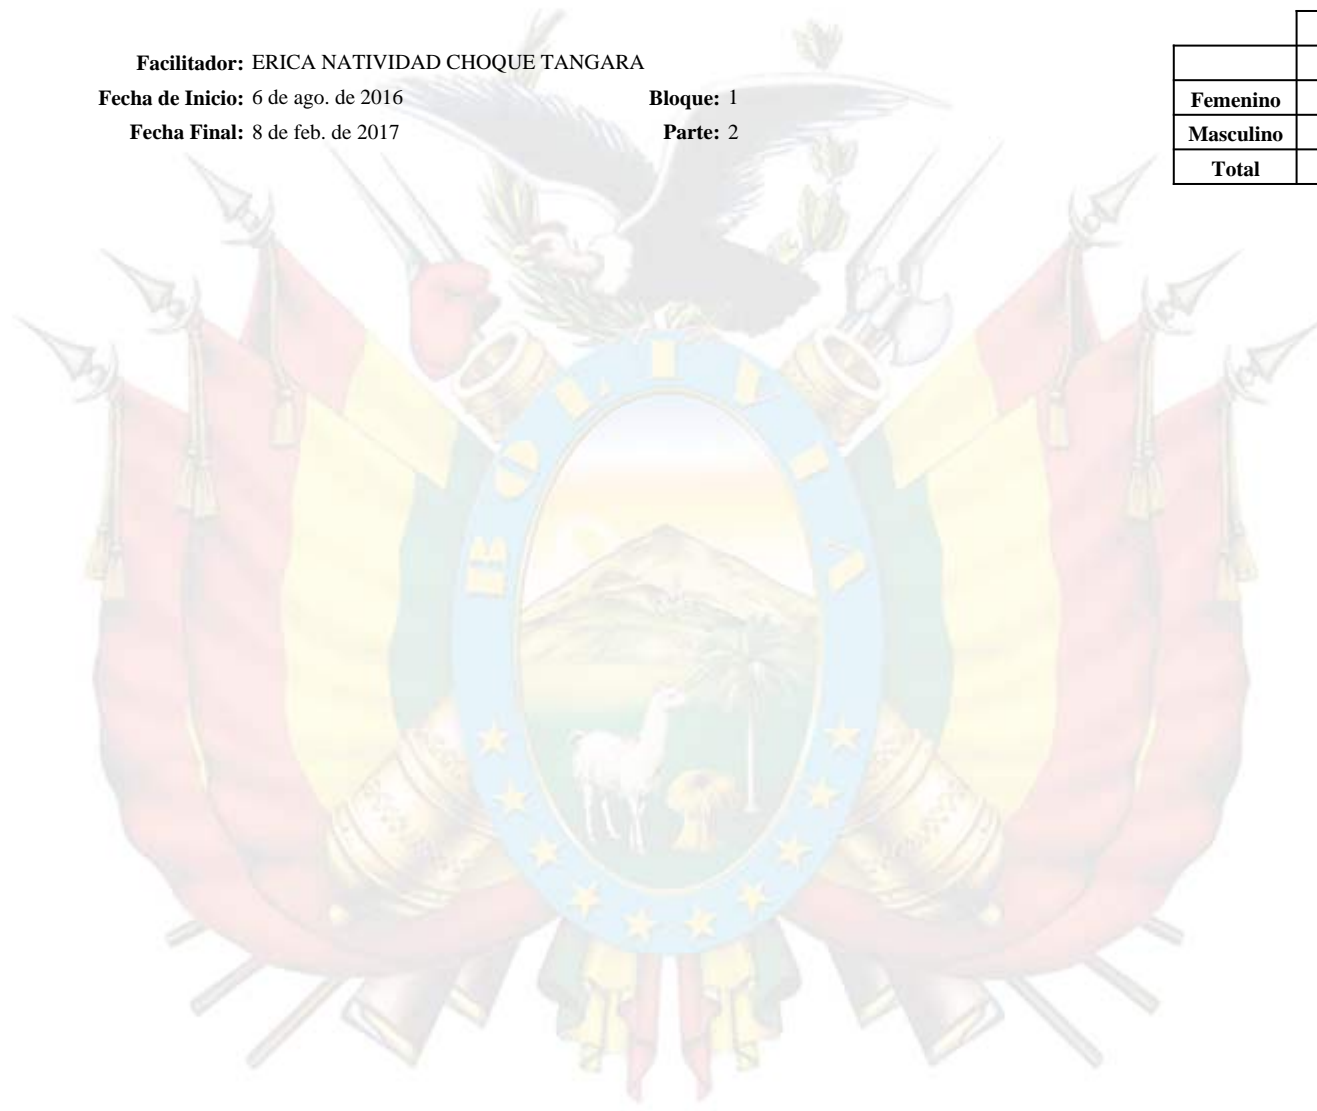 Facilitador: ERICA NATIVIDAD CHOQUE TANGARA
Fecha de Inicio: 6 de ago. de 2016 Bloque: 1
Fecha Final: 8 de feb. de 2017 Parte: 2
Femenino
Masculino
Total
BOLIVIA